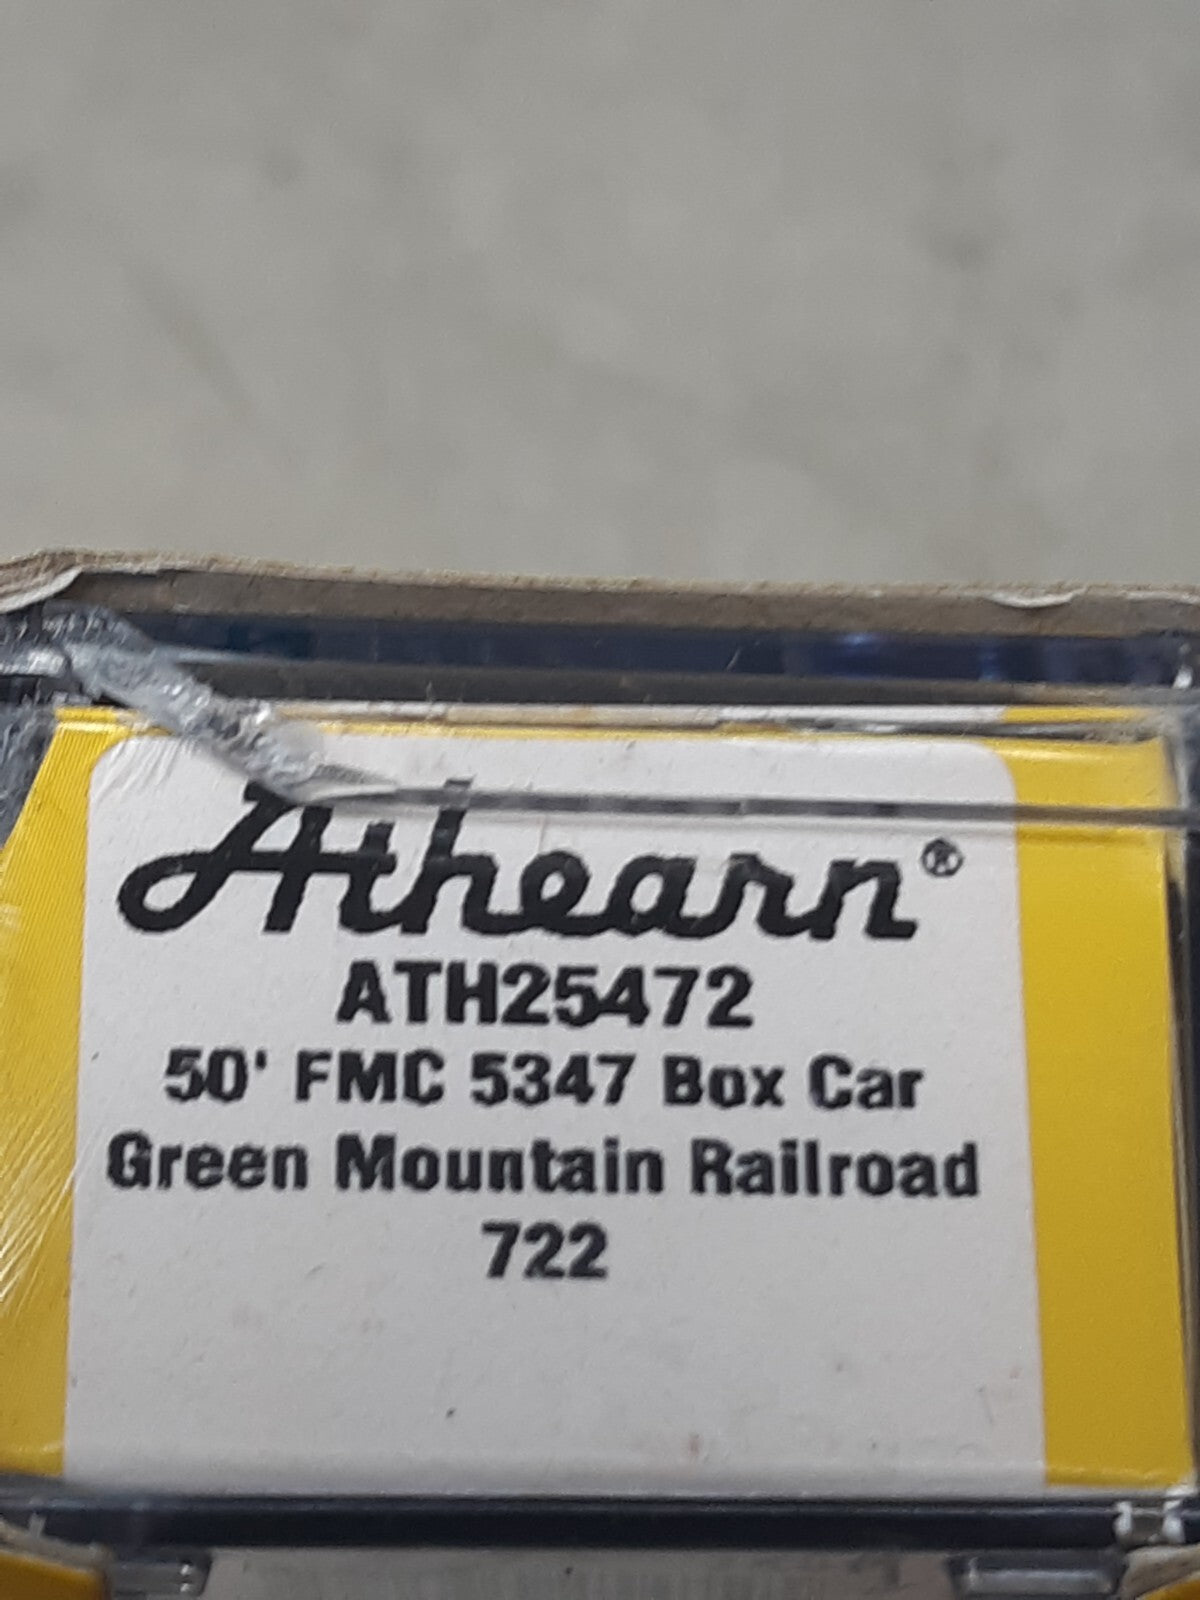 Athearn®
ATH25472
50' FMC 5347 Box Car
Green Mountain Railroad
722